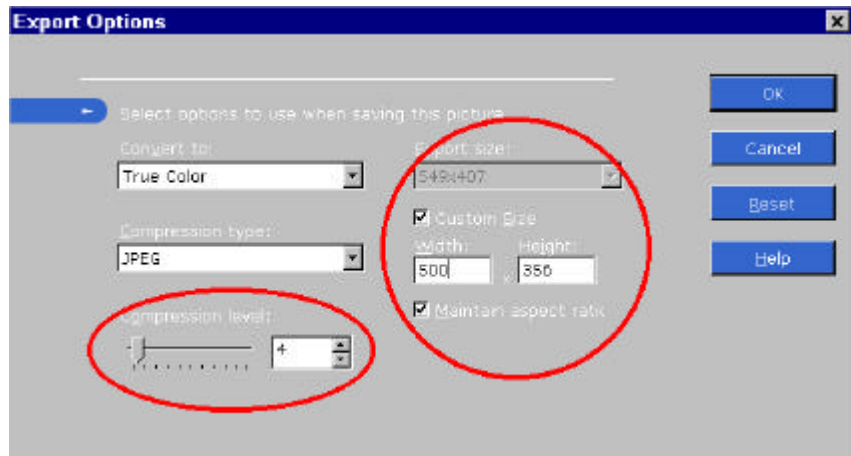 Export Options
Select options to use when saving this picture
Convert to:
True Color
Compression type:
JPEG
Compression level:
4
Export size:
549x407
Custom Size
Width:
Height:
500
x
356
Maintain aspect ratio
OK
Cancel
Reset
Help